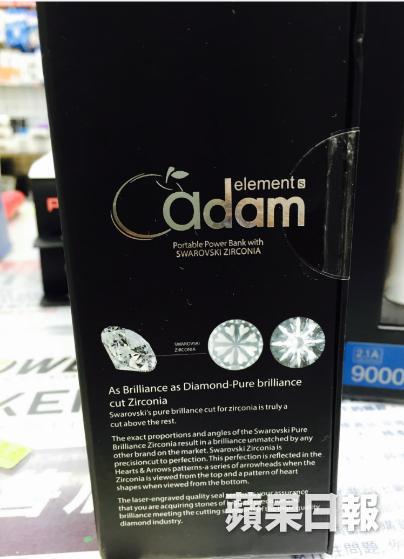 element s
adam
Portable Power Bank with
SWAROVSKI ZIRCONIA
SWAROVSKI
ZIRCONIA
As Brilliance as Diamond-Pure brilliance
cut Zirconia
Swarovski's pure brilliance cut for zirconia is truly a
cut above the rest.
The exact proportions and angles of the Swarovski Pure
Brilliance Zirconia result in a brilliance unmatched by any
other brand on the market. Swarovski Zirconia is
precisioncut to perfection. This perfection is reflected in the
Hearts & Arrows patterns-a series of arrowheads when the
Zirconia is viewed from the top and a pattern of heart
shapes when viewed from the bottom.
The laser-engraved quality seal your assurance
that you are acquiring stones of
brilliance meeting the cutting
diamond industry.
2.1A
9000
蘋果日報